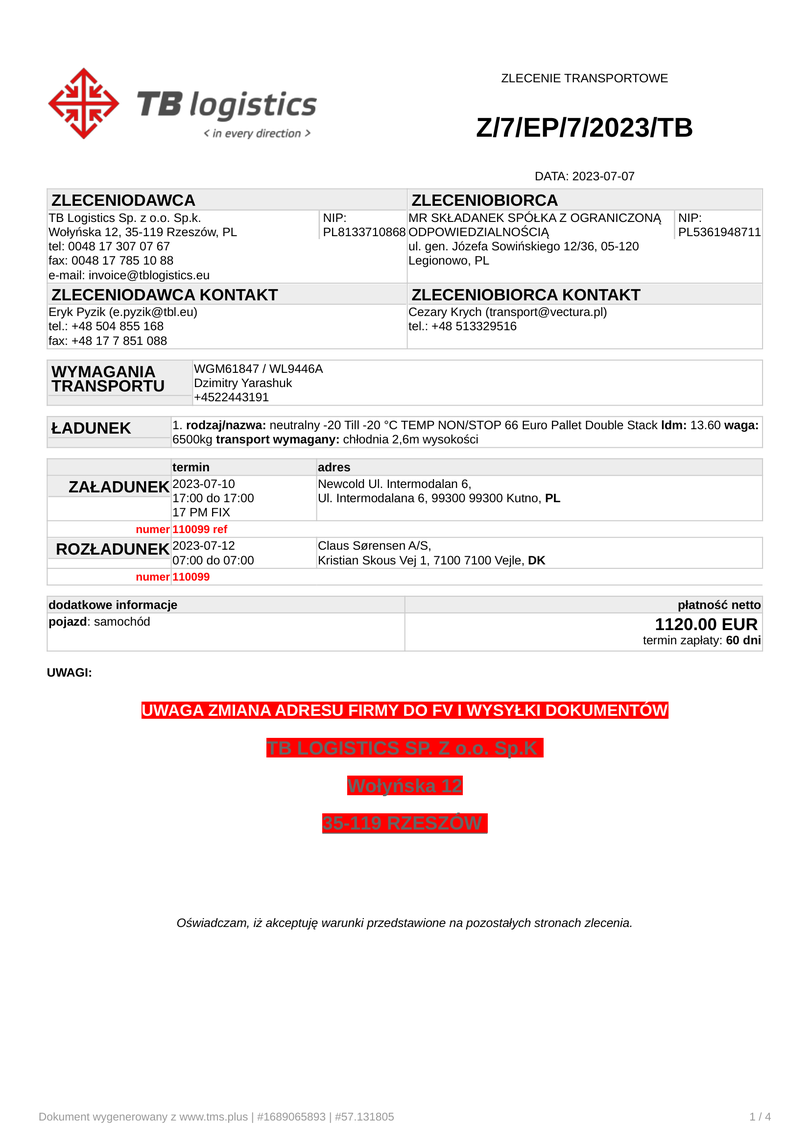 TB logistics
< in every direction >
ZLECENIE TRANSPORTOWE
Z/7/EP/7/2023/TB
DATA: 2023-07-07
ZLECENIODAWCA
TB Logistics Sp. z o.o. Sp.k.
Wołyńska 12, 35-119 Rzeszów, PL
tel: 0048 17 307 07 67
fax: 0048 17 785 10 88
e-mail: invoice@tblogistics.eu
NIP:
PL8133710868
ZLECENIOBIORCA
MR SKŁADANEK SPÓŁKA Z OGRANICZONĄ
ODPOWIEDZIALNOŚCIĄ
ul. gen. Józefa Sowińskiego 12/36, 05-120
Legionowo, PL
NIP:
PL5361948711
ZLECENIODAWCA KONTAKT
Eryk Pyzik (e.pyzik@tbl.eu)
tel.: +48 504 855 168
fax: +48 17 7 851 088
ZLECENIOBIORCA KONTAKT
Cezary Krych (transport@vectura.pl)
tel.: +48 513329516
WYMAGANIA
TRANSPORTU
WGM61847 / WL9446A
Dzimitry Yarashuk
+4522443191
ŁADUNEK
1. rodzaj/nazwa: neutralny -20 Till -20 °C TEMP NON/STOP 66 Euro Pallet Double Stack ldm: 13.60 waga:
6500kg transport wymagany: chłodnia 2,6m wysokości
termin adres
ZAŁADUNEK
2023-07-10
17:00 do 17:00
17 PM FIX
Newcold Ul. Intermodalan 6,
Ul. Intermodalana 6, 99300 99300 Kutno, PL
numer 110099 ref
ROZŁADUNEK
2023-07-12
07:00 do 07:00
Claus Sørensen A/S,
Kristian Skous Vej 1, 7100 7100 Vejle, DK
numer 110099
dodatkowe informacje płatność netto
pojazd: samochód
1120.00 EUR
termin zapłaty: 60 dni
UWAGI:
UWAGA ZMIANA ADRESU FIRMY DO FV I WYSYŁKI DOKUMENTÓW
TB LOGISTICS SP. Z o.o. Sp.K
Wołyńska 12
35-119 RZESZÓW
Oświadczam, iż akceptuję warunki przedstawione na pozostałych stronach zlecenia.
Dokument wygenerowany z www.tms.plus | #1689065893 | #57.131805 1 / 4